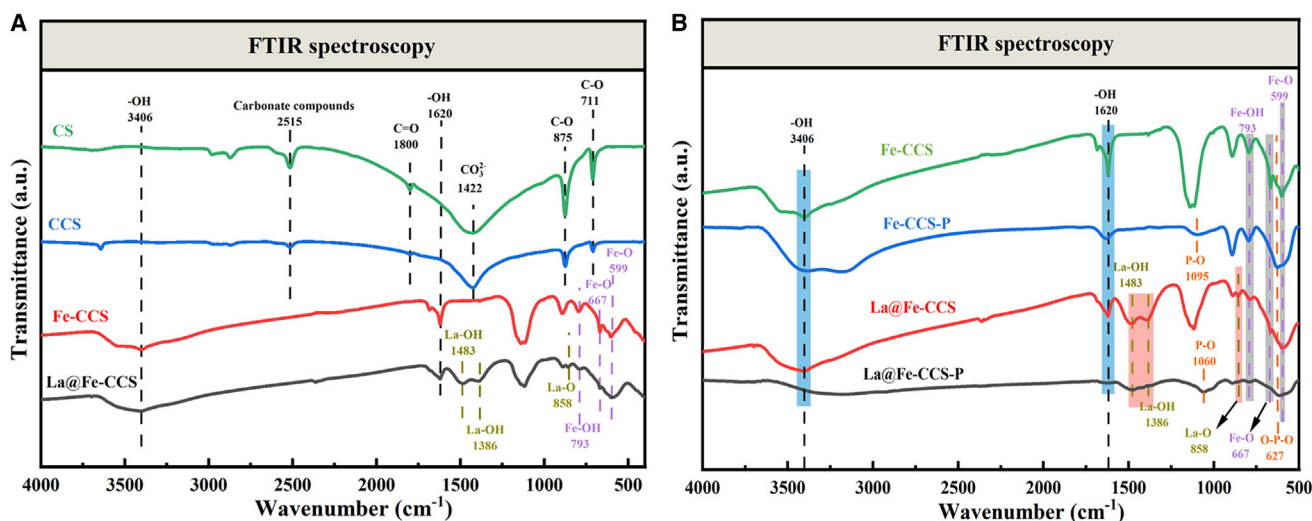 A
FTIR spectroscopy
-OH
3406
Carbonate compounds
2515
C=O
1800
-OH
1620
CO₃²⁻
1422
C-O
875
C-O
711
CS
CCS
Fe-CCS
La@Fe-CCS
Fe-O
599
Fe-O
667
La-OH
1483
La-O
858
La-OH
1386
Fe-OH
793
Transmittance (a.u.)
4000 3500 3000 2500 2000 1500 1000 500
Wavenumber (cm⁻¹)
B
FTIR spectroscopy
-OH
3406
-OH
1620
Fe-OH
793
Fe-O
599
Fe-CCS
Fe-CCS-P
La@Fe-CCS
La@Fe-CCS-P
P-O
1095
La-OH
1483
P-O
1060
La-OH
1386
La-O
858
Fe-O
667
O-P-O
627
Transmittance (a.u.)
4000 3500 3000 2500 2000 1500 1000 500
Wavenumber (cm⁻¹)